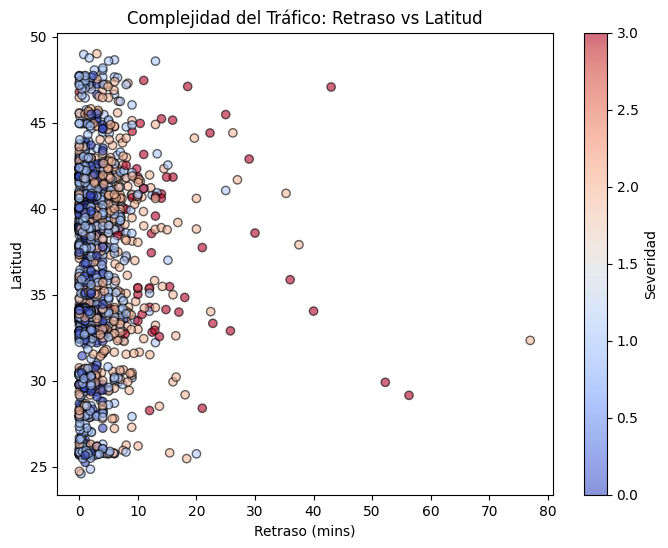 Complejidad del Tráfico: Retraso vs Latitud
50
45
40
35
30
25
Latitud
0 10 20 30 40 50 60 70 80
Retraso (mins)
3.0
2.5
2.0
1.5
1.0
0.5
0.0
Severidad